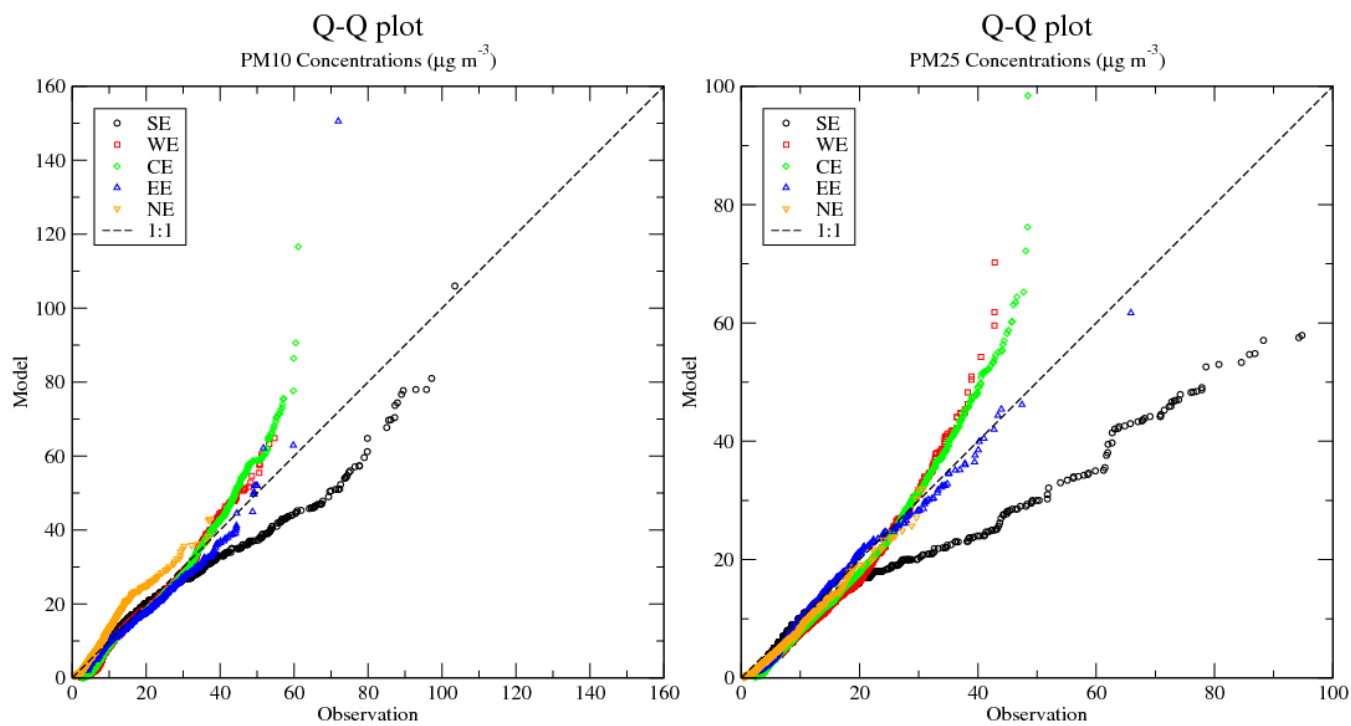 Q-Q plot
PM10 Concentrations (μg m⁻³)
160
140
120
100
80
60
40
20
0
Model
SE
WE
CE
EE
NE
1:1
0 20 40 60 80 100 120 140 160
Observation
Q-Q plot
PM25 Concentrations (μg m⁻³)
100
80
60
40
20
0
Model
SE
WE
CE
EE
NE
1:1
0 20 40 60 80 100
Observation